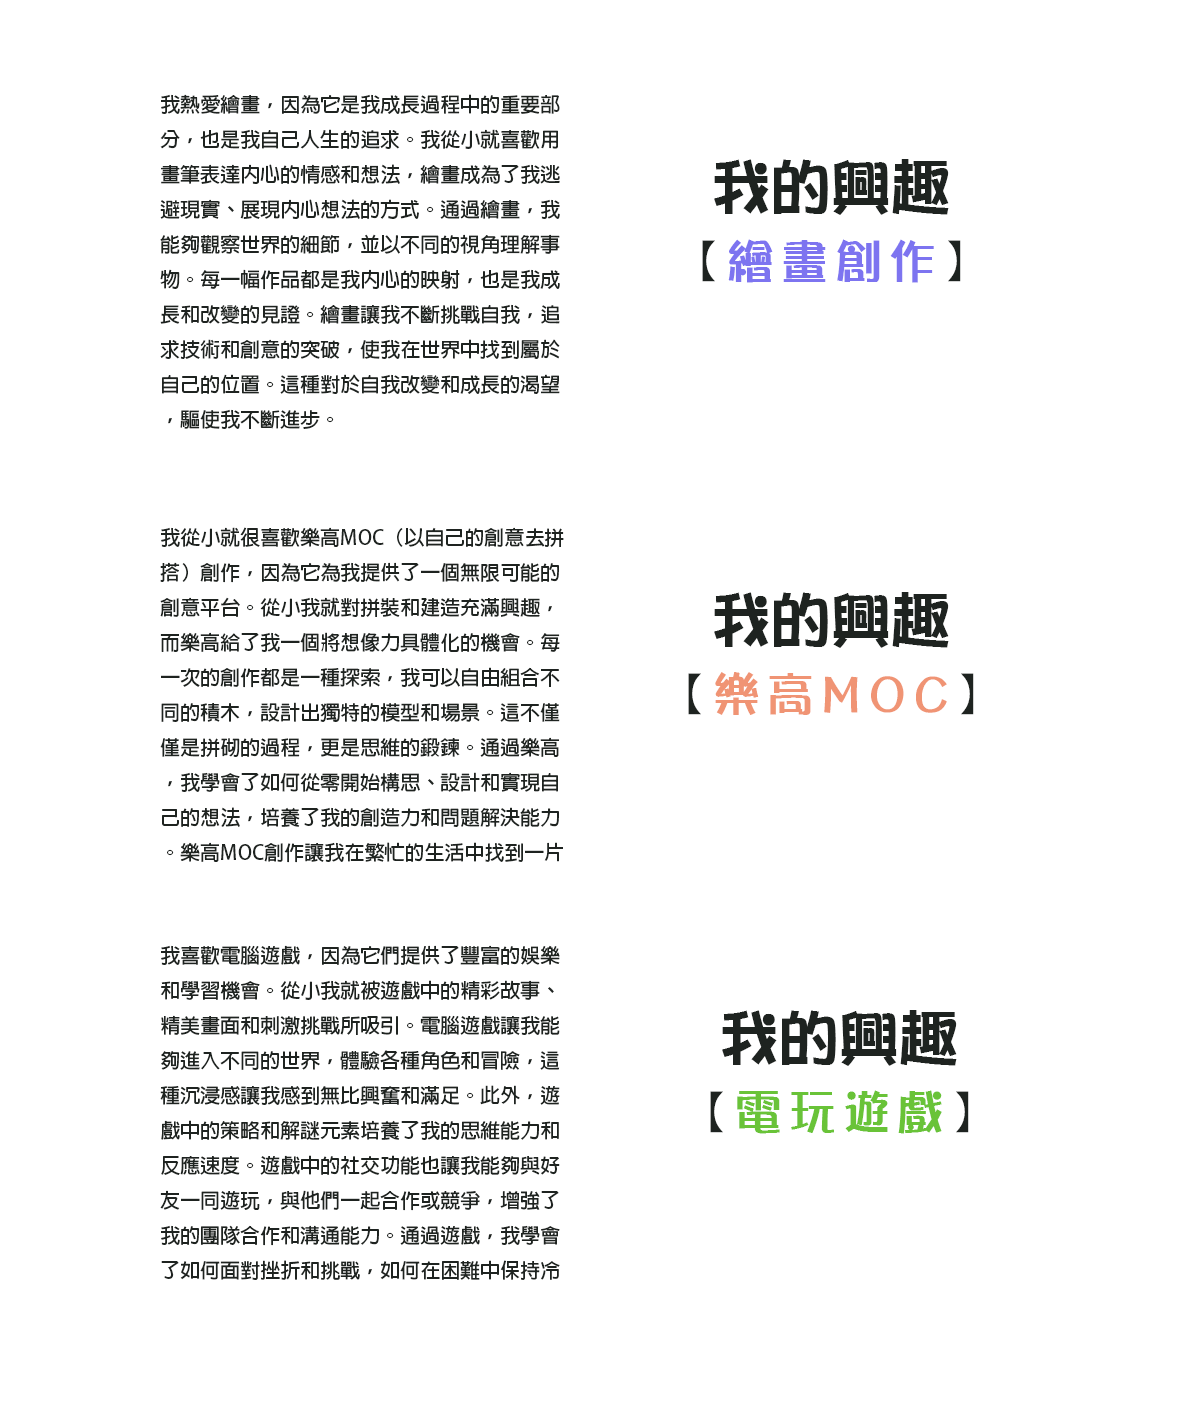 我熱愛繪畫，因為它是我成長過程中的重要部
分，也是我自己人生的追求。我從小就喜歡用
畫筆表達內心的情感和想法，繪畫成為了我逃
避現實、展現內心想法的方式。通過繪畫，我
能夠觀察世界的細節，並以不同的視角理解事
物。每一幅作品都是我內心的映射，也是我成
長和改變的見證。繪畫讓我不斷挑戰自我，追
求技術和創意的突破，使我在世界中找到屬於
自己的位置。這種對於自我改變和成長的渴望
，驅使我不斷進步。
我的興趣
【繪畫創作】
我從小就很喜歡樂高MOC（以自己的創意去拼
搭）創作，因為它為我提供了一個無限可能的
創意平台。從小我就對拼裝和建造充滿興趣，
而樂高給了我一個將想像力具體化的機會。每
一次的創作都是一種探索，我可以自由組合不
同的積木，設計出獨特的模型和場景。這不僅
僅是拼砌的過程，更是思維的鍛鍊。通過樂高
，我學會了如何從零開始構思、設計和實現自
己的想法，培養了我的創造力和問題解決能力
。樂高MOC創作讓我在繁忙的生活中找到一片
我的興趣
【樂高MOC】
我喜歡電腦遊戲，因為它們提供了豐富的娛樂
和學習機會。從小我就被遊戲中的精彩故事、
精美畫面和刺激挑戰所吸引。電腦遊戲讓我能
夠進入不同的世界，體驗各種角色和冒險，這
種沉浸感讓我感到無比興奮和滿足。此外，遊
戲中的策略和解謎元素培養了我的思維能力和
反應速度。遊戲中的社交功能也讓我能夠與好
友一同遊玩，與他們一起合作或競爭，增強了
我的團隊合作和溝通能力。通過遊戲，我學會
了如何面對挫折和挑戰，如何在困難中保持冷
我的興趣
【電玩遊戲】